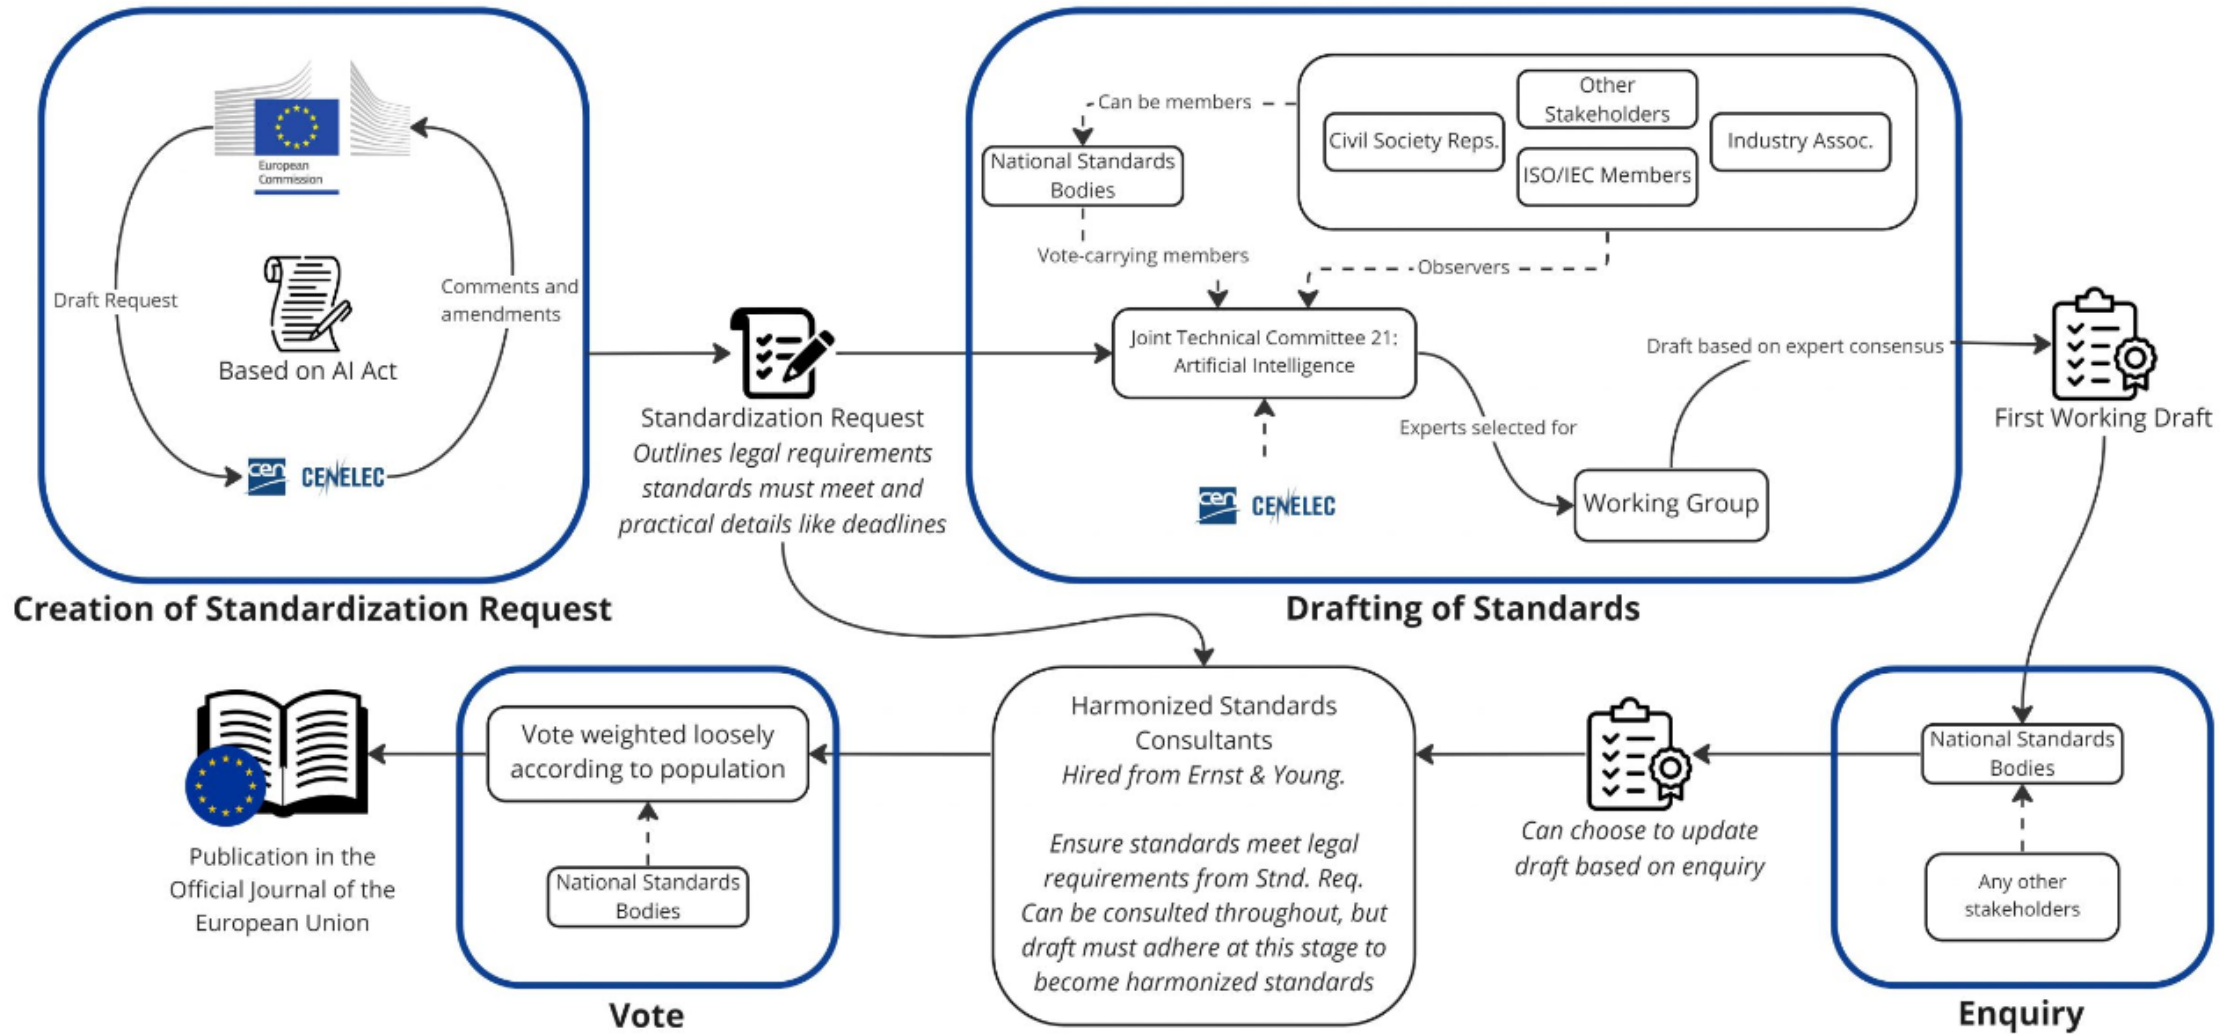 European
Commission
Draft Request
Comments and
amendments
Based on AI Act
cen CENELEC
Creation of Standardization Request
Standardization Request
Outlines legal requirements
standards must meet and
practical details like deadlines
Can be members
National Standards
Bodies
Vote-carrying members
Other
Stakeholders
Civil Society Reps.
Industry Assoc.
ISO/IEC Members
Observers
Joint Technical Committee 21:
Artificial Intelligence
cen CENELEC
Experts selected for
Working Group
Draft based on expert consensus
Drafting of Standards
First Working Draft
National Standards
Bodies
Any other
stakeholders
Enquiry
Can choose to update
draft based on enquiry
Harmonized Standards
Consultants
Hired from Ernst & Young.
Ensure standards meet legal
requirements from Stnd. Req.
Can be consulted throughout, but
draft must adhere at this stage to
become harmonized standards
Vote weighted loosely
according to population
National Standards
Bodies
Vote
Publication in the
Official Journal of the
European Union